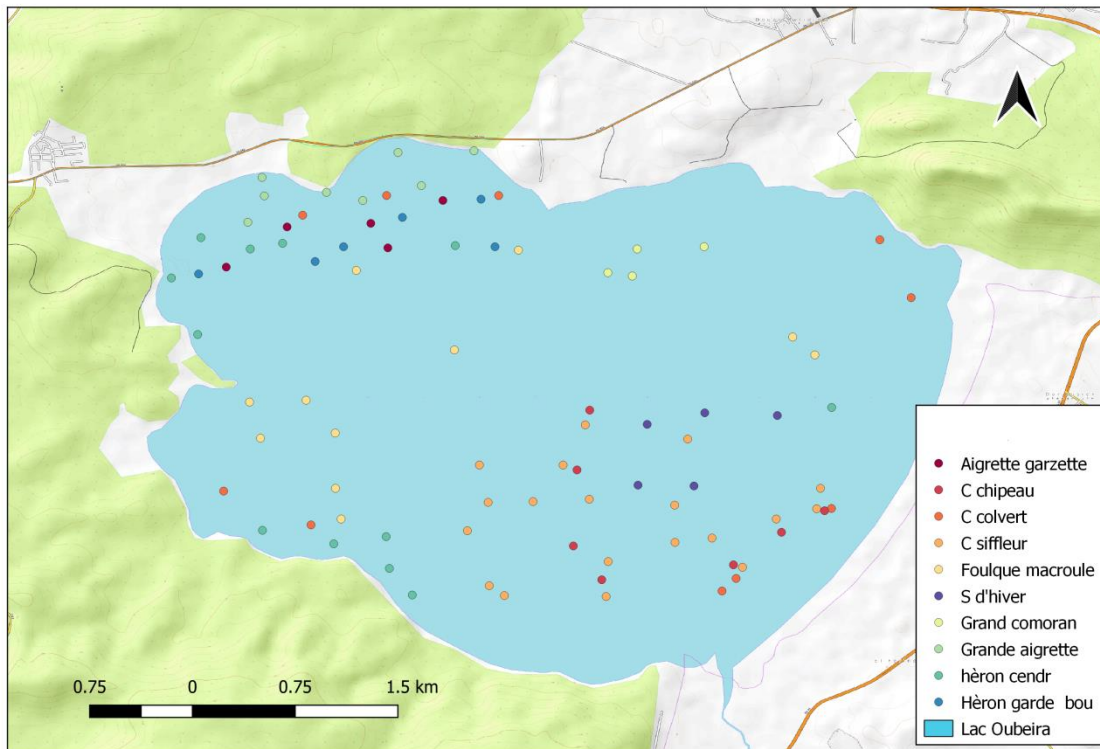 Aigrette garzette
C chipeau
C colvert
C siffleur
Foulque macroule
S d'hiver
Grand comoran
Grande aigrette
hèron cendr
Hèron garde bou
Lac Oubeira
0.75 0 0.75 1.5 km